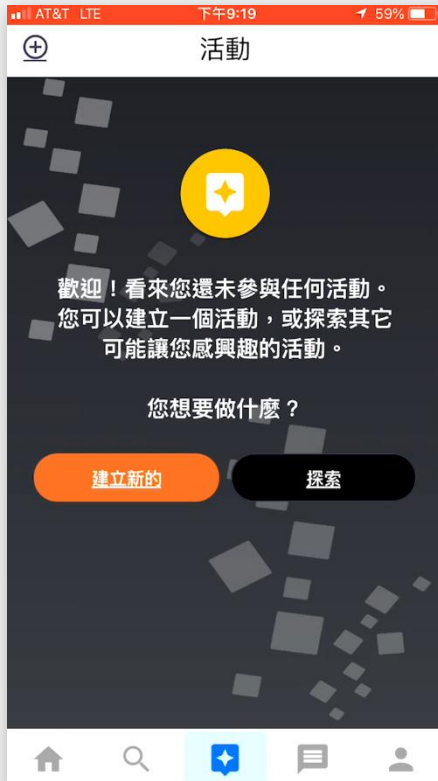 AT&T LTE 下午9:19 59%
活動
歡迎！看來您還未參與任何活動。
您可以建立一個活動，或探索其它
可能讓您感興趣的活動。
您想要做什麼？
建立新的 探索